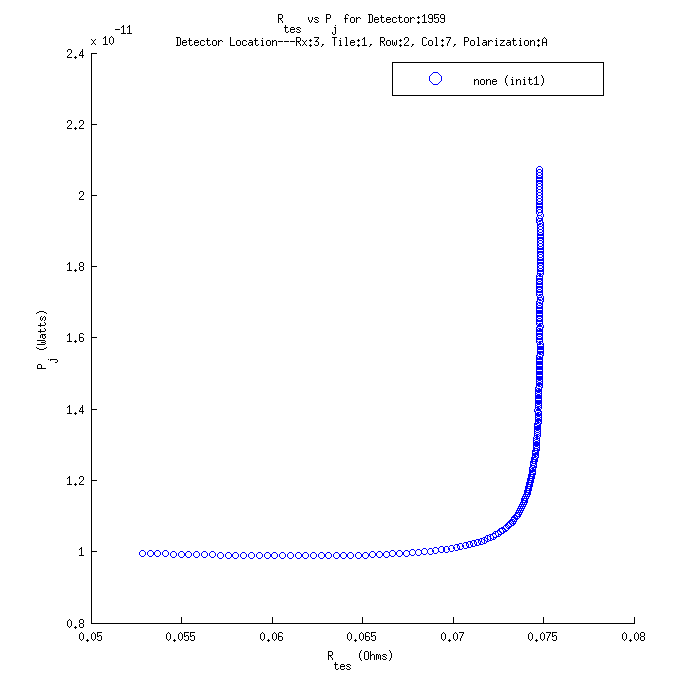 R_tes vs P_j for Detector:1959
x 10^-11
Detector Location---Rx:3, Tile:1, Row:2, Col:7, Polarization:A
none (init1)
2.4
2.2
2
1.8
1.6
1.4
1.2
1
0.8
P_j (Watts)
0.05 0.055 0.06 0.065 0.07 0.075 0.08
R_tes (Ohms)